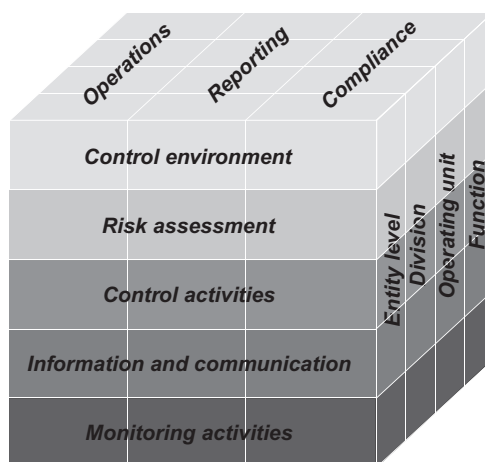 Operations
Reporting
Compliance
Control environment
Risk assessment
Control activities
Information and communication
Monitoring activities
Entity level
Division
Operating unit
Function